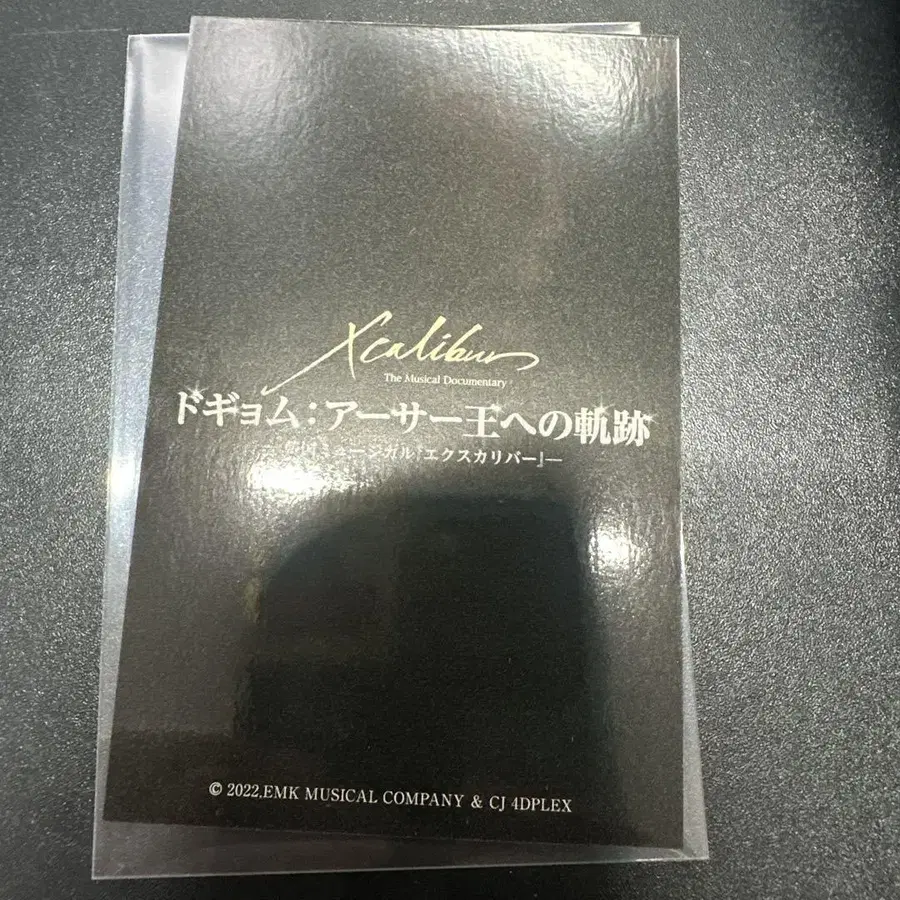 Xcalibur
The Musical Documentary
ドギョム：アーサー王への軌跡
ミュージカル『エクスカリバー』―
© 2022.EMK MUSICAL COMPANY & CJ 4DPLEX